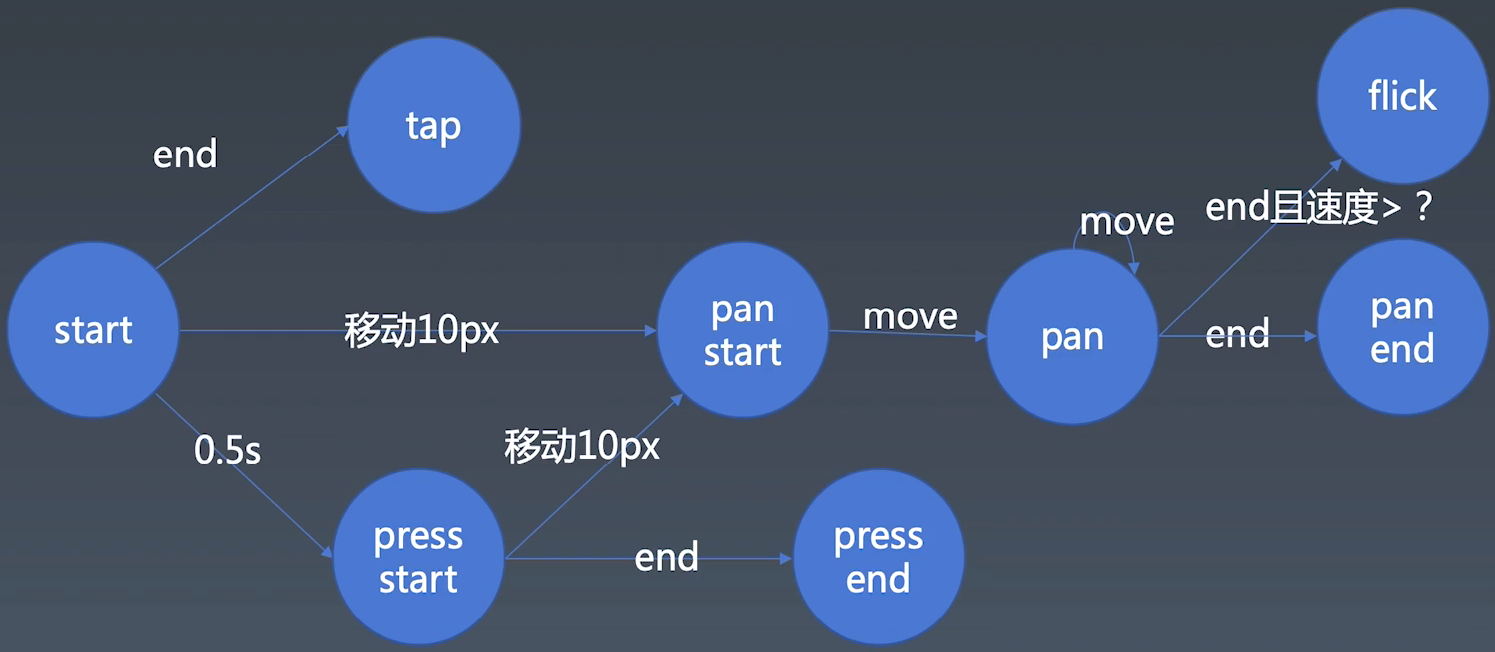 flick
tap
end
end且速度>？
move
start
移动10px
pan
start
move
pan
end
pan
end
0.5s
移动10px
press
start
end
press
end